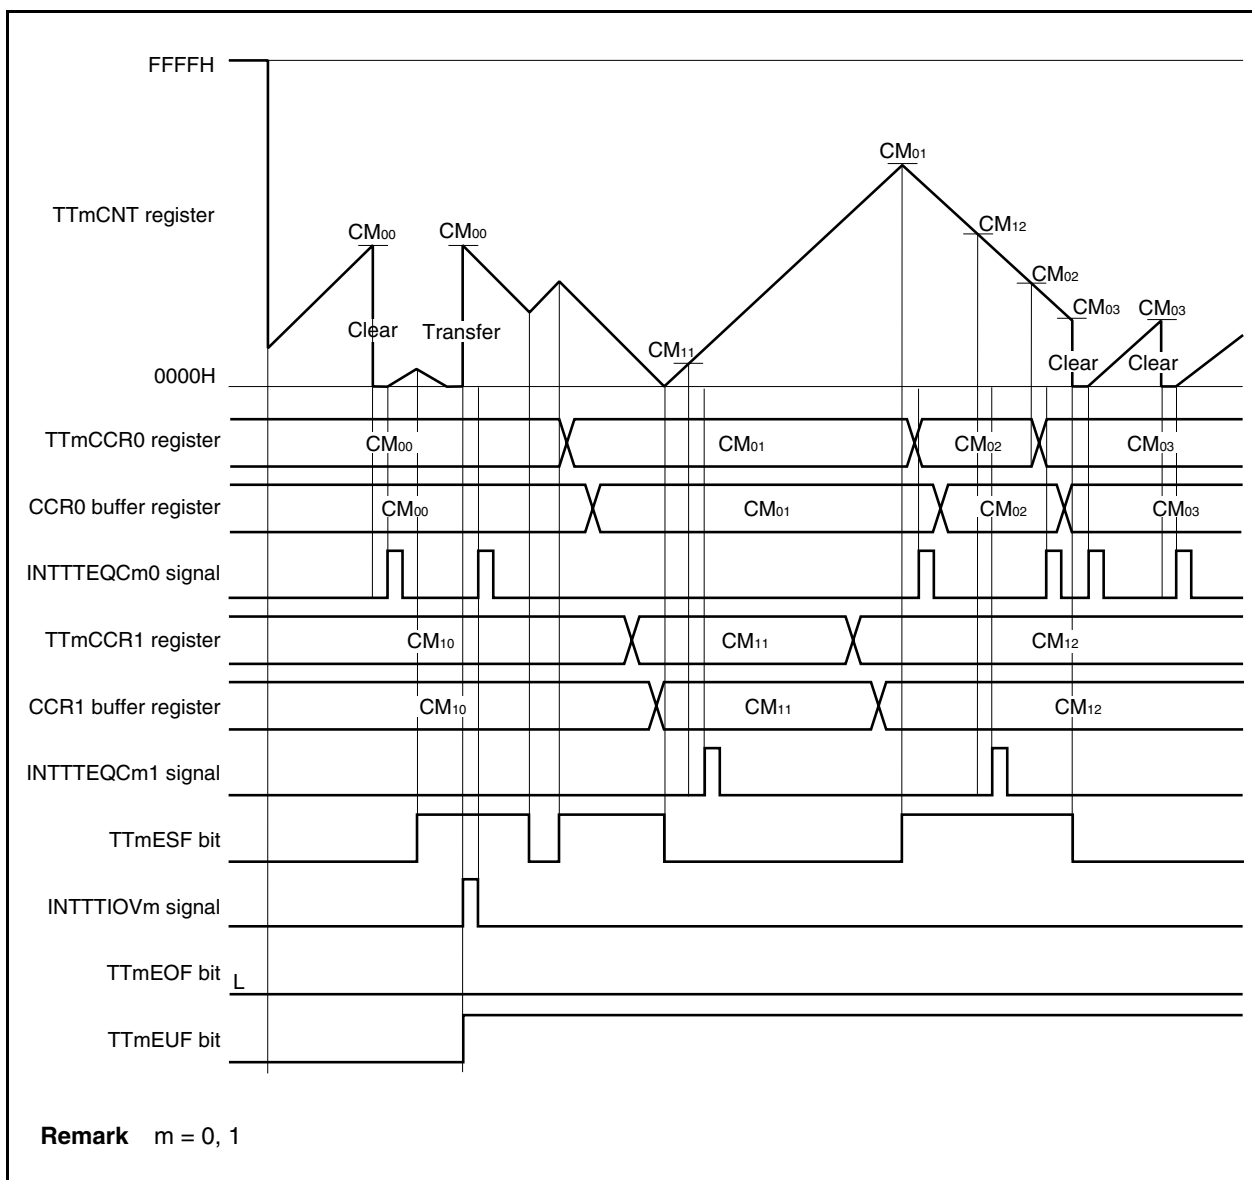 FFFFH
CM01
TTmCNT register
CM00
CM00
CM12
CM02
CM03
CM03
Clear
Transfer
CM11
Clear
Clear
0000H
TTmCCR0 register
CM00
CM01
CM02
CM03
CCR0 buffer register
CM00
CM01
CM02
CM03
INTTTEQCm0 signal
TTmCCR1 register
CM10
CM11
CM12
CCR1 buffer register
CM10
CM11
CM12
INTTTEQCm1 signal
TTmESF bit
INTTTIOVm signal
TTmEOF bit
L
TTmEUF bit
Remark m = 0, 1